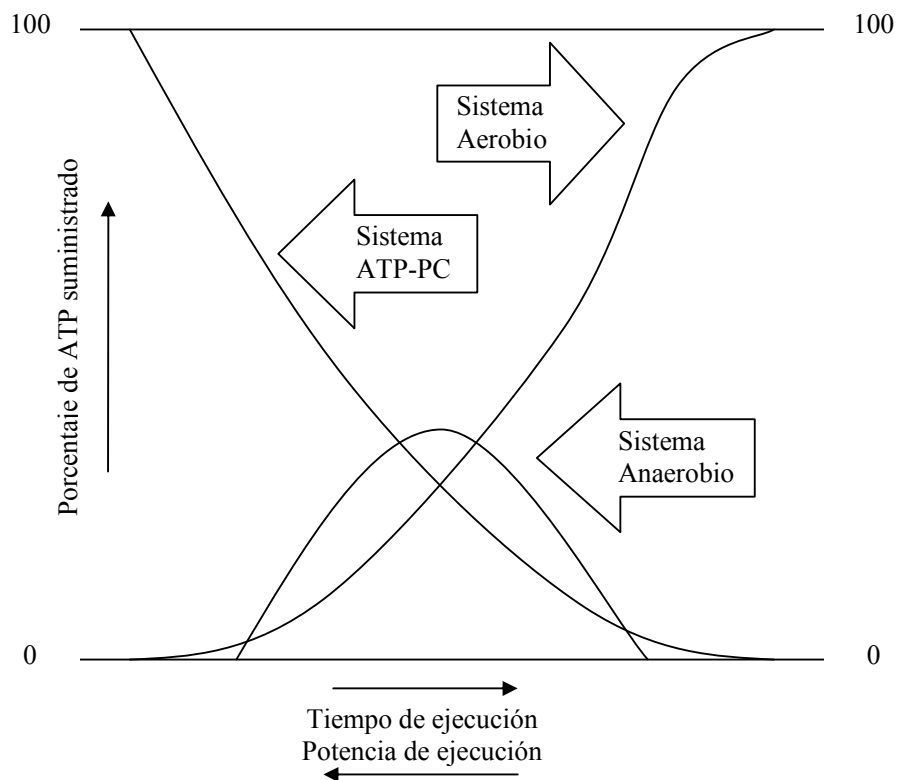 100
100
Sistema
Aerobio
Sistema
ATP-PC
Porcentaje de ATP suministrado
Sistema
Anaerobio
0
0
Tiempo de ejecución
Potencia de ejecución